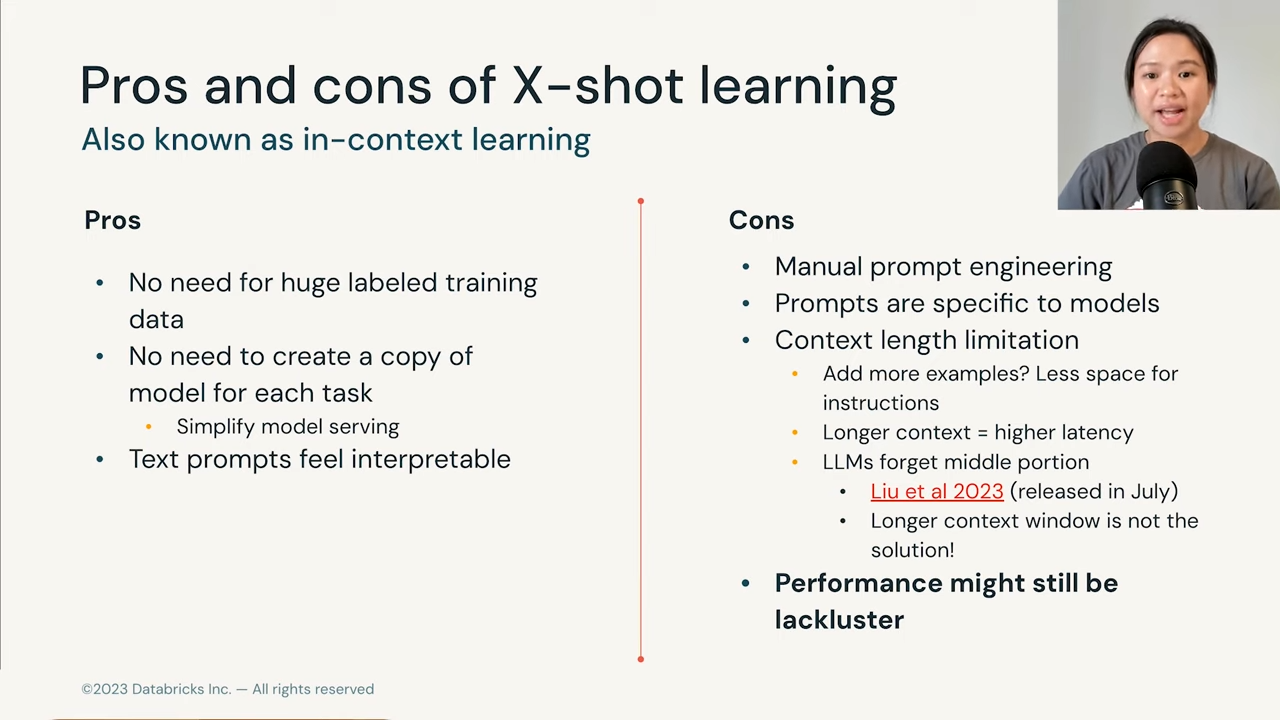 Pros and cons of X-shot learning
Also known as in-context learning
Pros
• No need for huge labeled training
data
• No need to create a copy of
model for each task
• Simplify model serving
• Text prompts feel interpretable
Cons
• Manual prompt engineering
• Prompts are specific to models
• Context length limitation
• Add more examples? Less space for
instructions
• Longer context = higher latency
• LLMs forget middle portion
• Liu et al 2023 (released in July)
• Longer context window is not the
solution!
• Performance might still be
lackluster
©2023 Databricks Inc. — All rights reserved